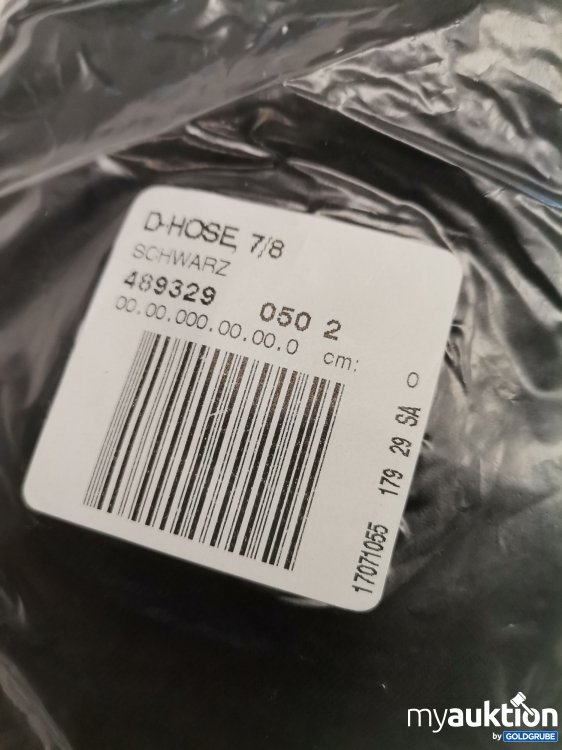 D-HOSE, 7/8
SCHWARZ
489329 050 2
00.00.000.00.00.0 cm: 0
17071055 179 29 SA
myauktion
by GOLDGRUBE